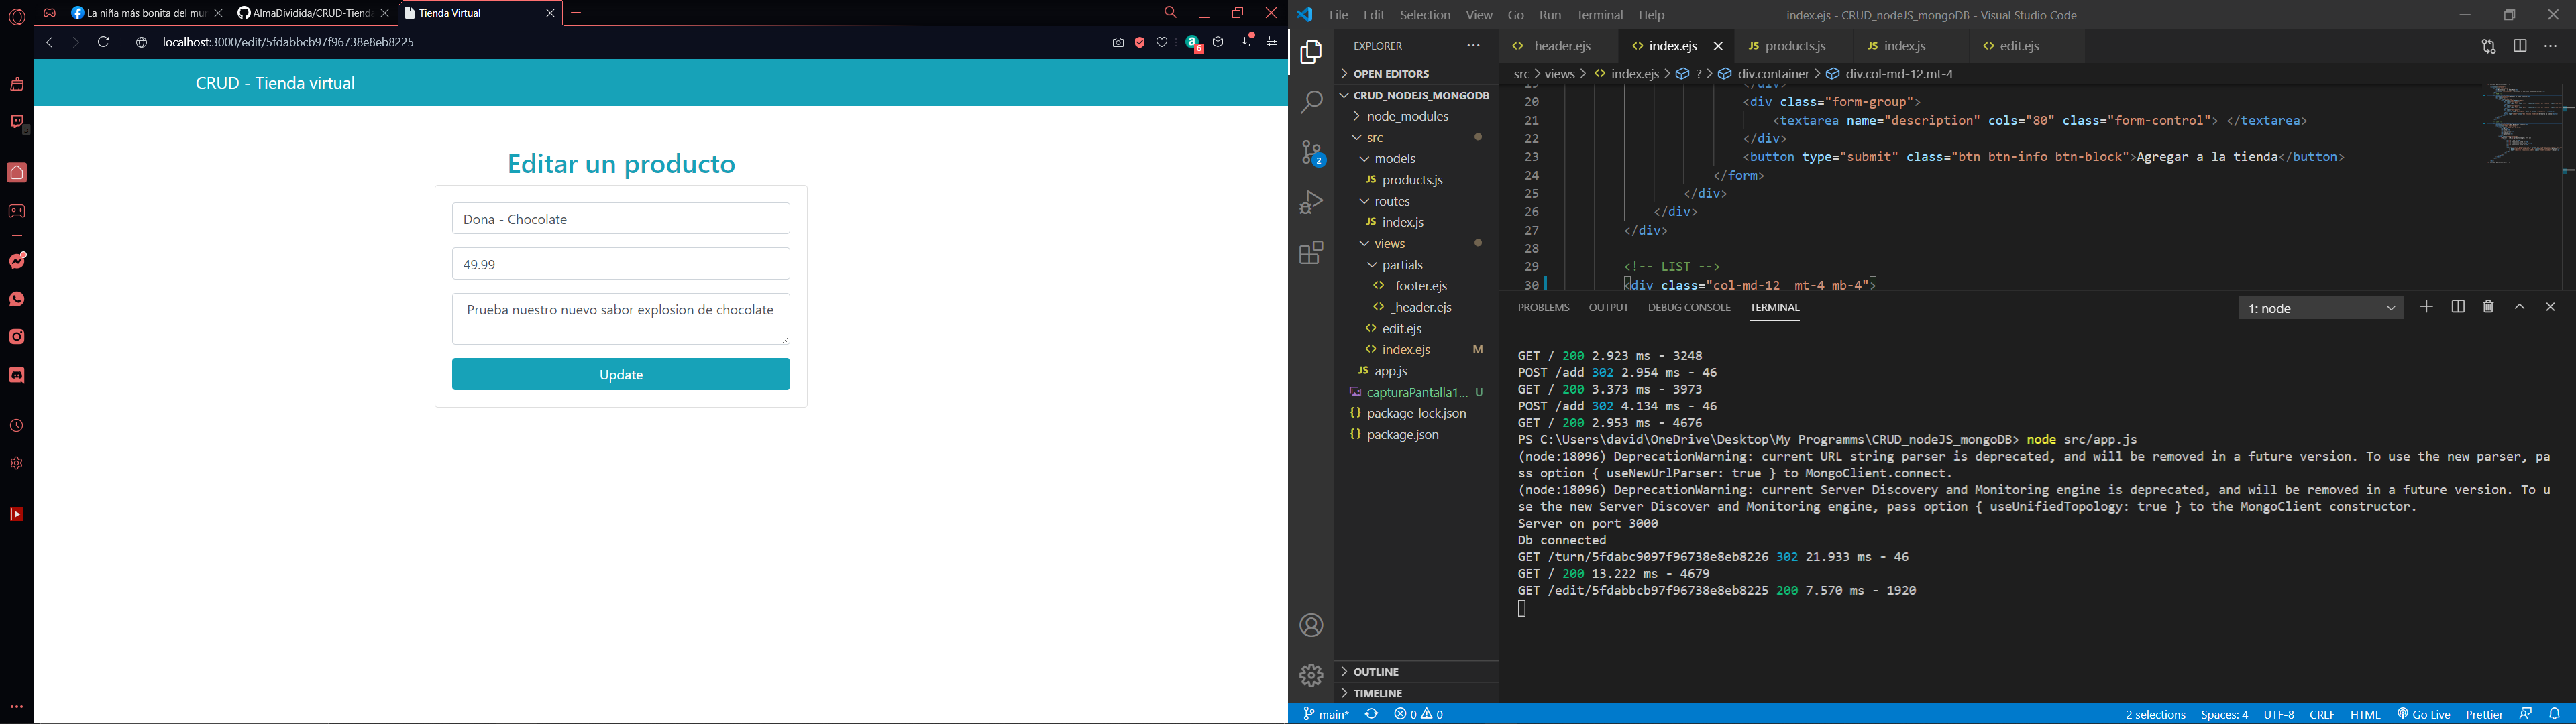 La niña más bonita del mu
AlmaDividida/CRUD-Tiend
Tienda Virtual
localhost:3000/edit/5fdabbcb97f96738e8eb8225
6
CRUD - Tienda virtual
Editar un producto
Dona - Chocolate
49.99
Prueba nuestro nuevo sabor explosion de chocolate
Update
File Edit Selection View Go Run Terminal Help
index.ejs - CRUD_nodeJS_mongoDB - Visual Studio Code
EXPLORER
OPEN EDITORS
CRUD_NODEJS_MONGODB
node_modules
src
models
JS products.js
routes
JS index.js
views
partials
<> _footer.ejs
<> _header.ejs
<> edit.ejs
<> index.ejs M
JS app.js
capturaPantalla1... U
{} package-lock.json
{} package.json
OUTLINE
TIMELINE
2
<> _header.ejs <> index.ejs JS products.js JS index.js <> edit.ejs
src > views > <> index.ejs > ? > div.container > div.col-md-12.mt-4
19 </div>
20 <div class="form-group">
21 <textarea name="description" cols="80" class="form-control"> </textarea>
22 </div>
23 <button type="submit" class="btn btn-info btn-block">Agregar a la tienda</button>
24 </form>
25 </div>
26 </div>
27 </div>
28
29 <!-- LIST -->
30 <div class="col-md-12  mt-4 mb-4">
PROBLEMS OUTPUT DEBUG CONSOLE TERMINAL
1: node
GET / 200 2.923 ms - 3248
POST /add 302 2.954 ms - 46
GET / 200 3.373 ms - 3973
POST /add 302 4.134 ms - 46
GET / 200 2.953 ms - 4676
PS C:\Users\david\OneDrive\Desktop\My Programms\CRUD_nodeJS_mongoDB> node src/app.js
(node:18096) DeprecationWarning: current URL string parser is deprecated, and will be removed in a future version. To use the new parser, pa
ss option { useNewUrlParser: true } to MongoClient.connect.
(node:18096) DeprecationWarning: current Server Discovery and Monitoring engine is deprecated, and will be removed in a future version. To u
se the new Server Discover and Monitoring engine, pass option { useUnifiedTopology: true } to the MongoClient constructor.
Server on port 3000
Db connected
GET /turn/5fdabc9097f96738e8eb8226 302 21.933 ms - 46
GET / 200 13.222 ms - 4679
GET /edit/5fdabbcb97f96738e8eb8225 200 7.570 ms - 1920
main* 0 0
2 selections Spaces: 4 UTF-8 CRLF HTML Go Live Prettier